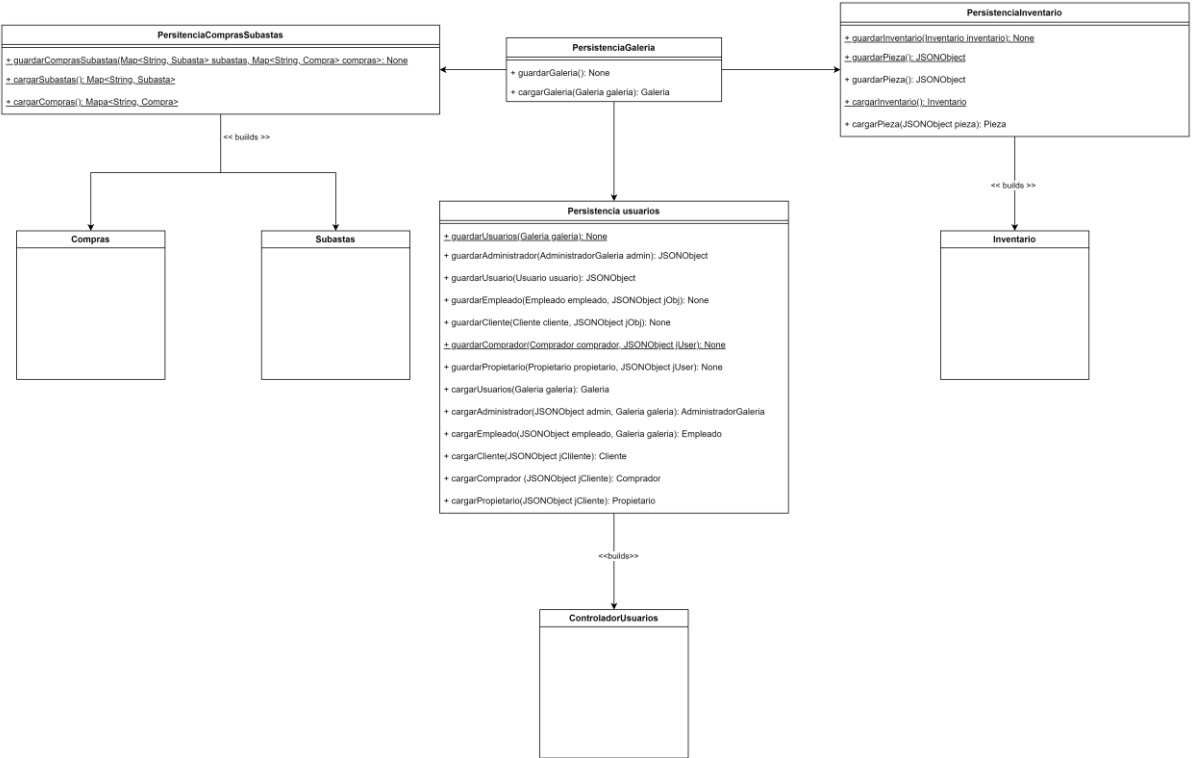 PersitenciaComprasSubastas
+ guardarComprasSubastas(Map<String, Subasta> subastas, Map<String, Compra> compras>: None
+ cargarSubastas(): Map<String, Subasta>
+ cargarCompras(): Mapa<String, Compra>
PersistenciaGaleria
+ guardarGaleria(): None
+ cargarGaleria(Galeria galeria): Galeria
PersistenciaInventario
+ guardarInventario(Inventario inventario): None
+ guardarPieza(): JSONObject
+ guardarPieza(): JSONObject
+ cargarInventario(): Inventario
+ cargarPieza(JSONObject pieza): Pieza
<< buiilds >>
<< builds >>
Compras
Subastas
Persistencia usuarios
+ guardarUsuarios(Galeria galeria): None
+ guardarAdministrador(AdministradorGaleria admin): JSONObject
+ guardarUsuario(Usuario usuario): JSONObject
+ guardarEmpleado(Empleado empleado, JSONObject jObj): None
+ guardarCliente(Cliente cliente, JSONObject jObj): None
+ guardarComprador(Comprador comprador, JSONObject jUser): None
+ guardarPropietario(Propietario propietario, JSONObject jUser): None
+ cargarUsuarios(Galeria galeria): Galeria
+ cargarAdministrador(JSONObject admin, Galeria galeria): AdministradorGaleria
+ cargarEmpleado(JSONObject empleado, Galeria galeria): Empleado
+ cargarCliente(JSONObject jClilente): Cliente
+ cargarComprador (JSONObject jCliente): Comprador
+ cargarPropietario(JSONObject jCliente): Propietario
Inventario
<<builds>>
ControladorUsuarios